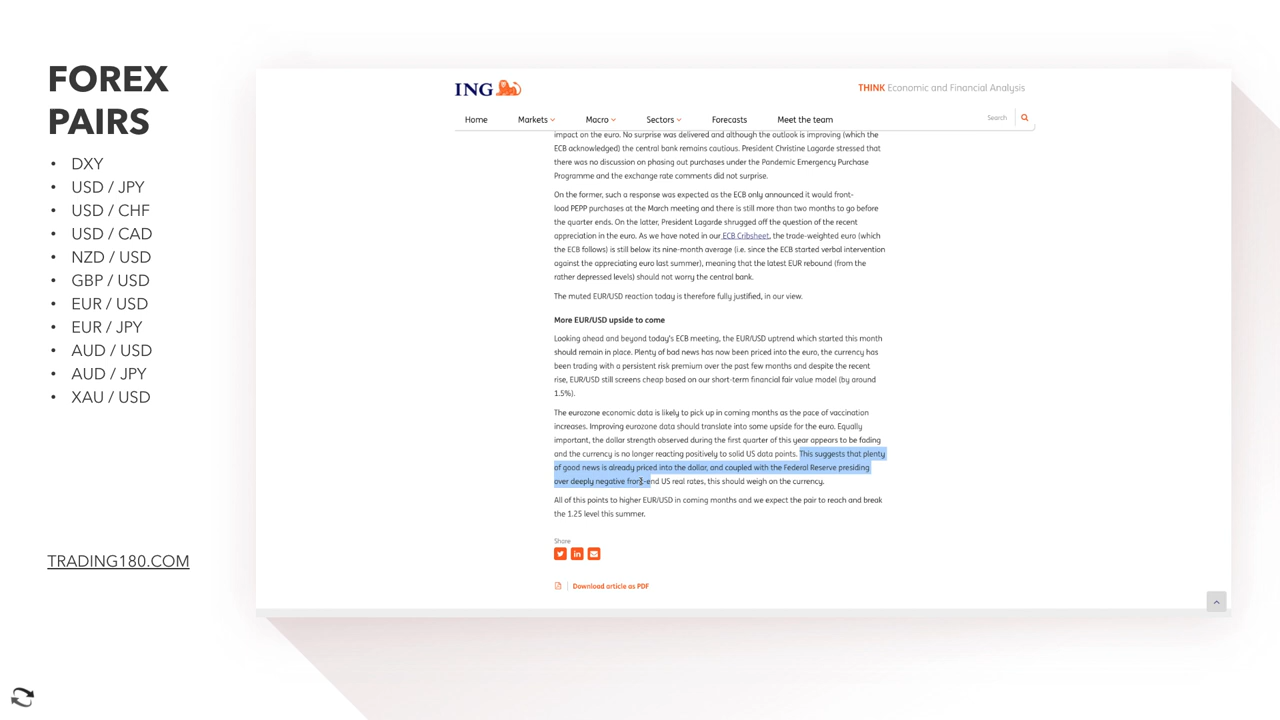 FOREX
PAIRS
• DXY
• USD / JPY
• USD / CHF
• USD / CAD
• NZD / USD
• GBP / USD
• EUR / USD
• EUR / JPY
• AUD / USD
• AUD / JPY
• XAU / USD
TRADING180.COM
ING
THINK Economic and Financial Analysis
Home Markets Macro Sectors Forecasts Meet the team Search
impact on the euro. No surprise was delivered and although the outlook is improving (which the
ECB acknowledged) the central bank remains cautious. President Christine Lagarde stressed that
there was no discussion on phasing out purchases under the Pandemic Emergency Purchase
Programme and the exchange rate comments did not surprise.
On the former, such a response was expected as the ECB only announced it would front-
load PEPP purchases at the March meeting and there is still more than two months to go before
the quarter ends. On the latter, President Lagarde shrugged off the question of the recent
appreciation in the euro. As we have noted in our ECB Cribsheet, the trade-weighted euro (which
the ECB follows) is still below its nine-month average (i.e. since the ECB started verbal intervention
against the appreciating euro last summer), meaning that the latest EUR rebound (from the
rather depressed levels) should not worry the central bank.
The muted EUR/USD reaction today is therefore fully justified, in our view.
More EUR/USD upside to come
Looking ahead and beyond today's ECB meeting, the EUR/USD uptrend which started this month
should remain in place. Plenty of bad news has now been priced into the euro, the currency has
been trading with a persistent risk premium over the past few months and despite the recent
rise, EUR/USD still screens cheap based on our short-term financial fair value model (by around
1.5%).
The eurozone economic data is likely to pick up in coming months as the pace of vaccination
increases. Improving eurozone data should translate into some upside for the euro. Equally
important, the dollar strength observed during the first quarter of this year appears to be fading
and the currency is no longer reacting positively to solid US data points. This suggests that plenty
of good news is already priced into the dollar, and coupled with the Federal Reserve presiding
over deeply negative front-end US real rates, this should weigh on the currency.
All of this points to higher EUR/USD in coming months and we expect the pair to reach and break
the 1.25 level this summer.
Share
Download article as PDF